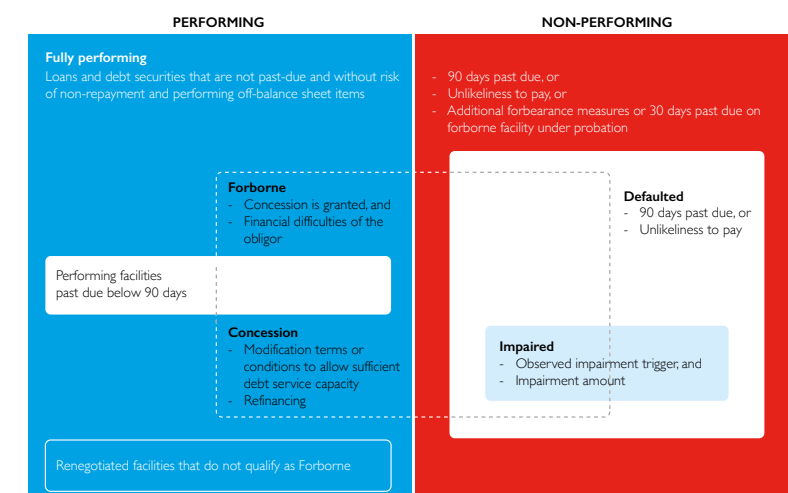 PERFORMING
NON-PERFORMING
Fully performing
Loans and debt securities that are not past-due and without risk
of non-repayment and performing off-balance sheet items
- 90 days past due, or
- Unlikeliness to pay, or
- Additional forbearance measures or 30 days past due on
forborne facility under probation
Forborne
- Concession is granted, and
- Financial difficulties of the
obligor
Defaulted
- 90 days past due, or
- Unlikeliness to pay
Performing facilities
past due below 90 days
Concession
- Modification terms or
conditions to allow sufficient
debt service capacity
- Refinancing
Impaired
- Observed impairment trigger, and
- Impairment amount
Renegotiated facilities that do not qualify as Forborne